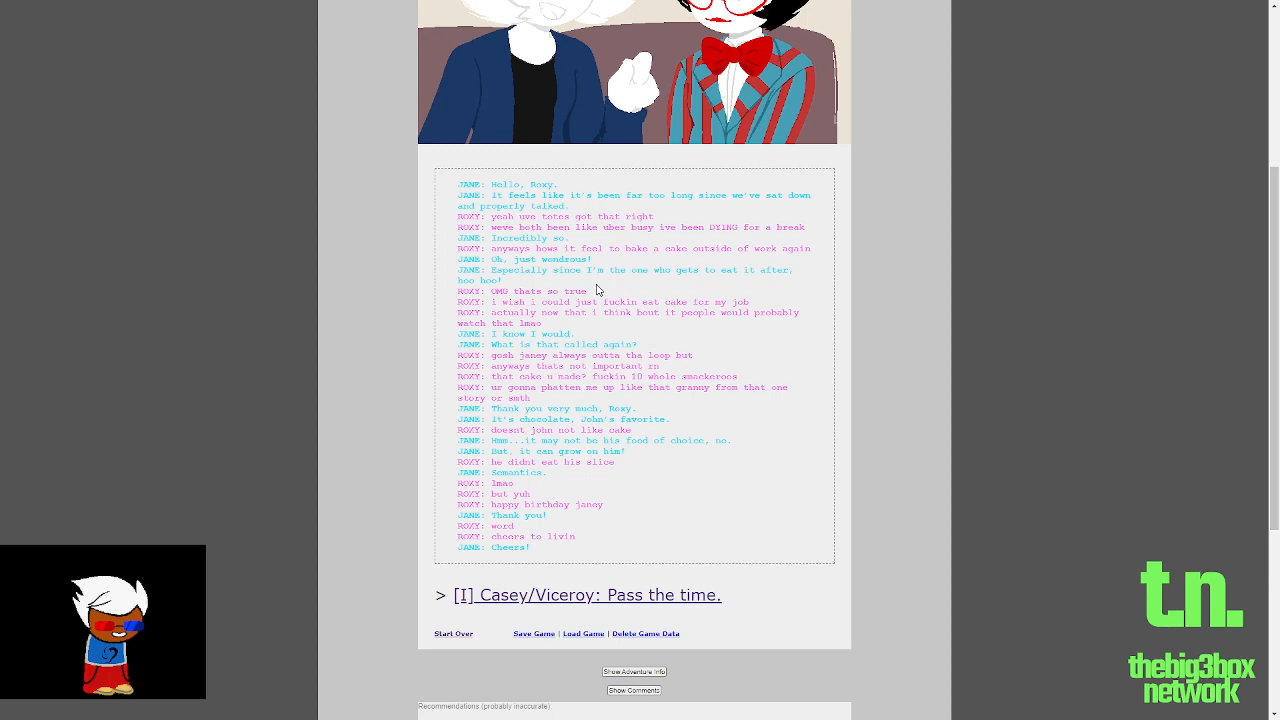 JANE: Hello, Roxy.
JANE: It feels like it's been far too long since we've sat down
and properly talked.
ROXY: yeah uve totes got that right
ROXY: weve both been like uber busy ive been DYING for a break
JANE: Incredibly so.
ROXY: anyways hows it feel to bake a cake outside of work again
JANE: Oh, just wondrous!
JANE: Especially since I'm the one who gets to eat it after,
hoo hoo!
ROXY: OMG thats so true
ROXY: i wish i could just fuckin eat cake for my job
ROXY: actually now that i think bout it people would probably
watch that lmao
JANE: I know I would.
JANE: What is that called again?
ROXY: gosh janey always outta tha loop but
ROXY: anyways thats not important rn
ROXY: that cake u made? fuckin 10 whole smackeroos
ROXY: ur gonna phatten me up like that granny from that one
story or smth
JANE: Thank you very much, Roxy.
JANE: It's chocolate, John's favorite.
ROXY: doesnt john not like cake
JANE: Hmm...it may not be his food of choice, no.
JANE: But, it can grow on him!
ROXY: he didnt eat his slice
JANE: Semantics.
ROXY: lmao
ROXY: but yuh
ROXY: happy birthday janey
JANE: Thank you!
ROXY: word
ROXY: cheers to livin
JANE: Cheers!
> [I] Casey/Viceroy: Pass the time.
Start Over Save Game | Load Game | Delete Game Data
Show Adventure Info
Show Comments
Recommendations (probably inaccurate)
tn.
thebig3box
network